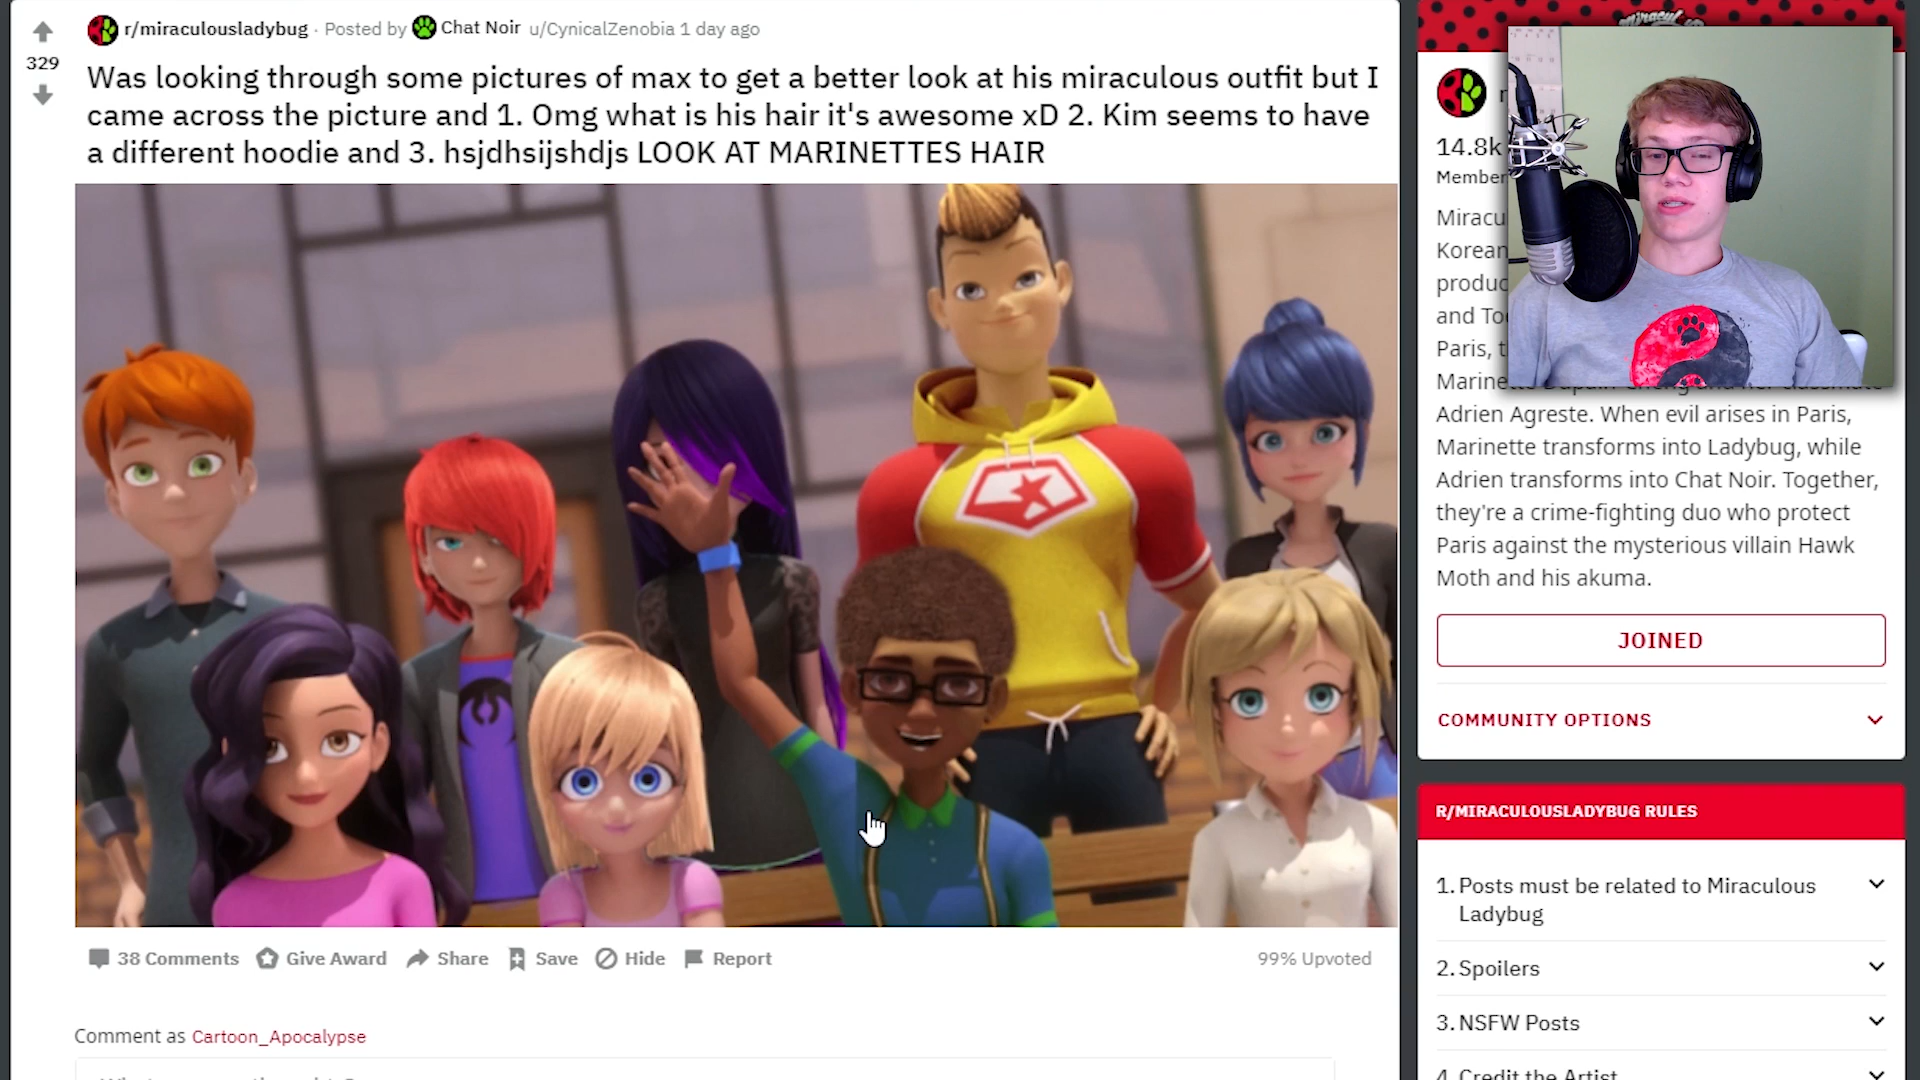 r/miraculousladybug · Posted by Chat Noir u/CynicalZenobia 1 day ago
329
Was looking through some pictures of max to get a better look at his miraculous outfit but I
came across the picture and 1. Omg what is his hair it's awesome xD 2. Kim seems to have
a different hoodie and 3. hsjdhsijshdjs LOOK AT MARINETTES HAIR
38 Comments Give Award Share Save Hide Report 99% Upvoted
Comment as Cartoon_Apocalypse
14.8k
Adrien Agreste. When evil arises in Paris,
Marinette transforms into Ladybug, while
Adrien transforms into Chat Noir. Together,
they're a crime-fighting duo who protect
Paris against the mysterious villain Hawk
Moth and his akuma.
JOINED
COMMUNITY OPTIONS
R/MIRACULOUSLADYBUG RULES
1. Posts must be related to Miraculous
Ladybug
2. Spoilers
3. NSFW Posts
4. Credit the Artist